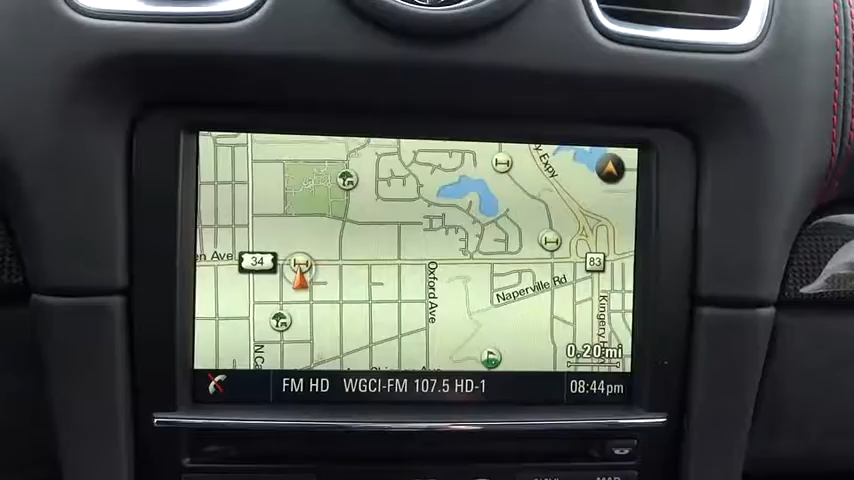 y Expy
en Ave
34
83
Oxford Ave
Naperville Rd
Kingery H
N Ca
0.20 mi
FM HD WGCI-FM 107.5 HD-1
08:44pm
MAP